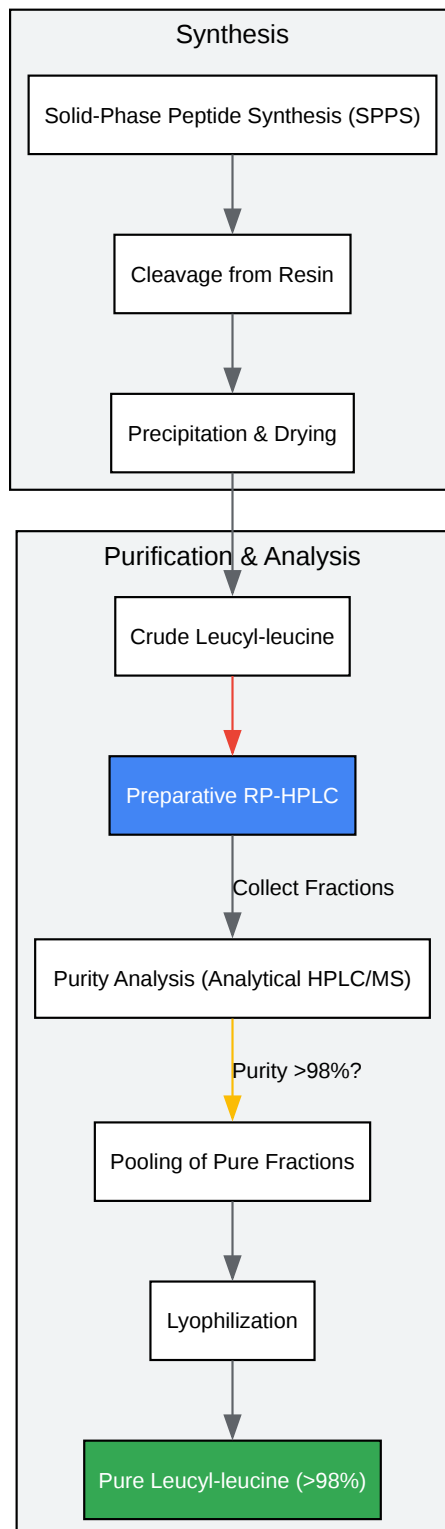 Synthesis
Solid-Phase Peptide Synthesis (SPPS)
Cleavage from Resin
Precipitation & Drying
Purification & Analysis
Crude Leucyl-leucine
Preparative RP-HPLC
Collect Fractions
Purity Analysis (Analytical HPLC/MS)
Purity >98%?
Pooling of Pure Fractions
Lyophilization
Pure Leucyl-leucine (>98%)